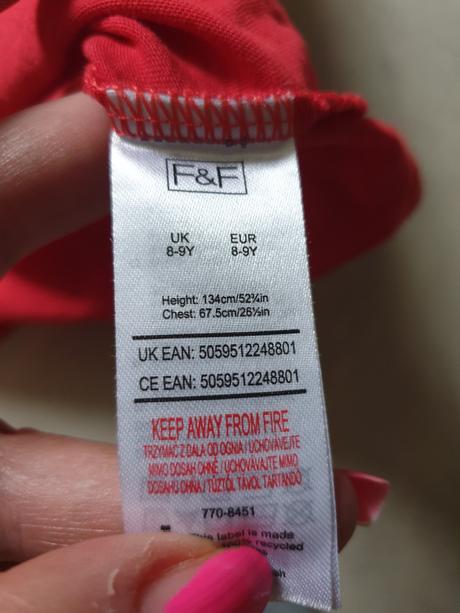 F&F
UK EUR
8-9Y 8-9Y
Height: 134cm/52¾in
Chest: 67.5cm/26½in
UK EAN: 5059512248801
CE EAN: 5059512248801
KEEP AWAY FROM FIRE
TRZYMAĆ Z DALA OD OGNIA / UCHOVÁVEJTE
MIMO DOSAH OHNĚ / UCHOVÁVAJTE MIMO
DOSAHU OHŇA / TŰZTŐL TÁVOL TARTANDÓ
770-8451
This label is made
recycled